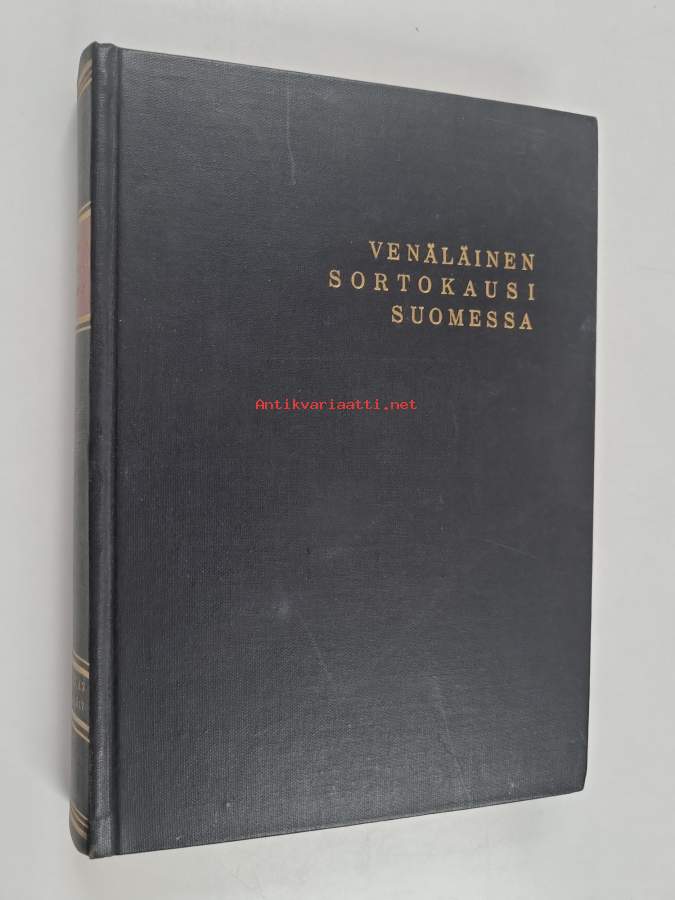 VENÄLÄINEN
SORTOKAUSI
SUOMESSA
Antikvariaatti.net